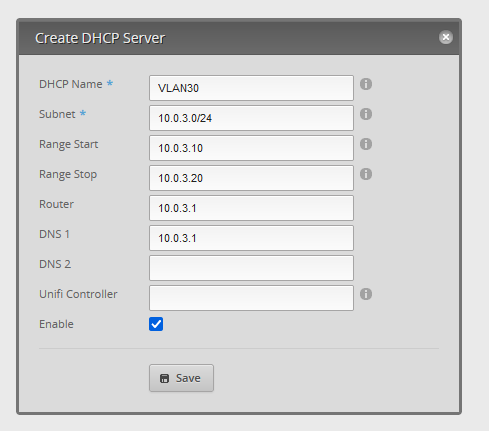 Create DHCP Server
DHCP Name * VLAN30
Subnet * 10.0.3.0/24
Range Start 10.0.3.10
Range Stop 10.0.3.20
Router 10.0.3.1
DNS 1 10.0.3.1
DNS 2
Unifi Controller
Enable
Save